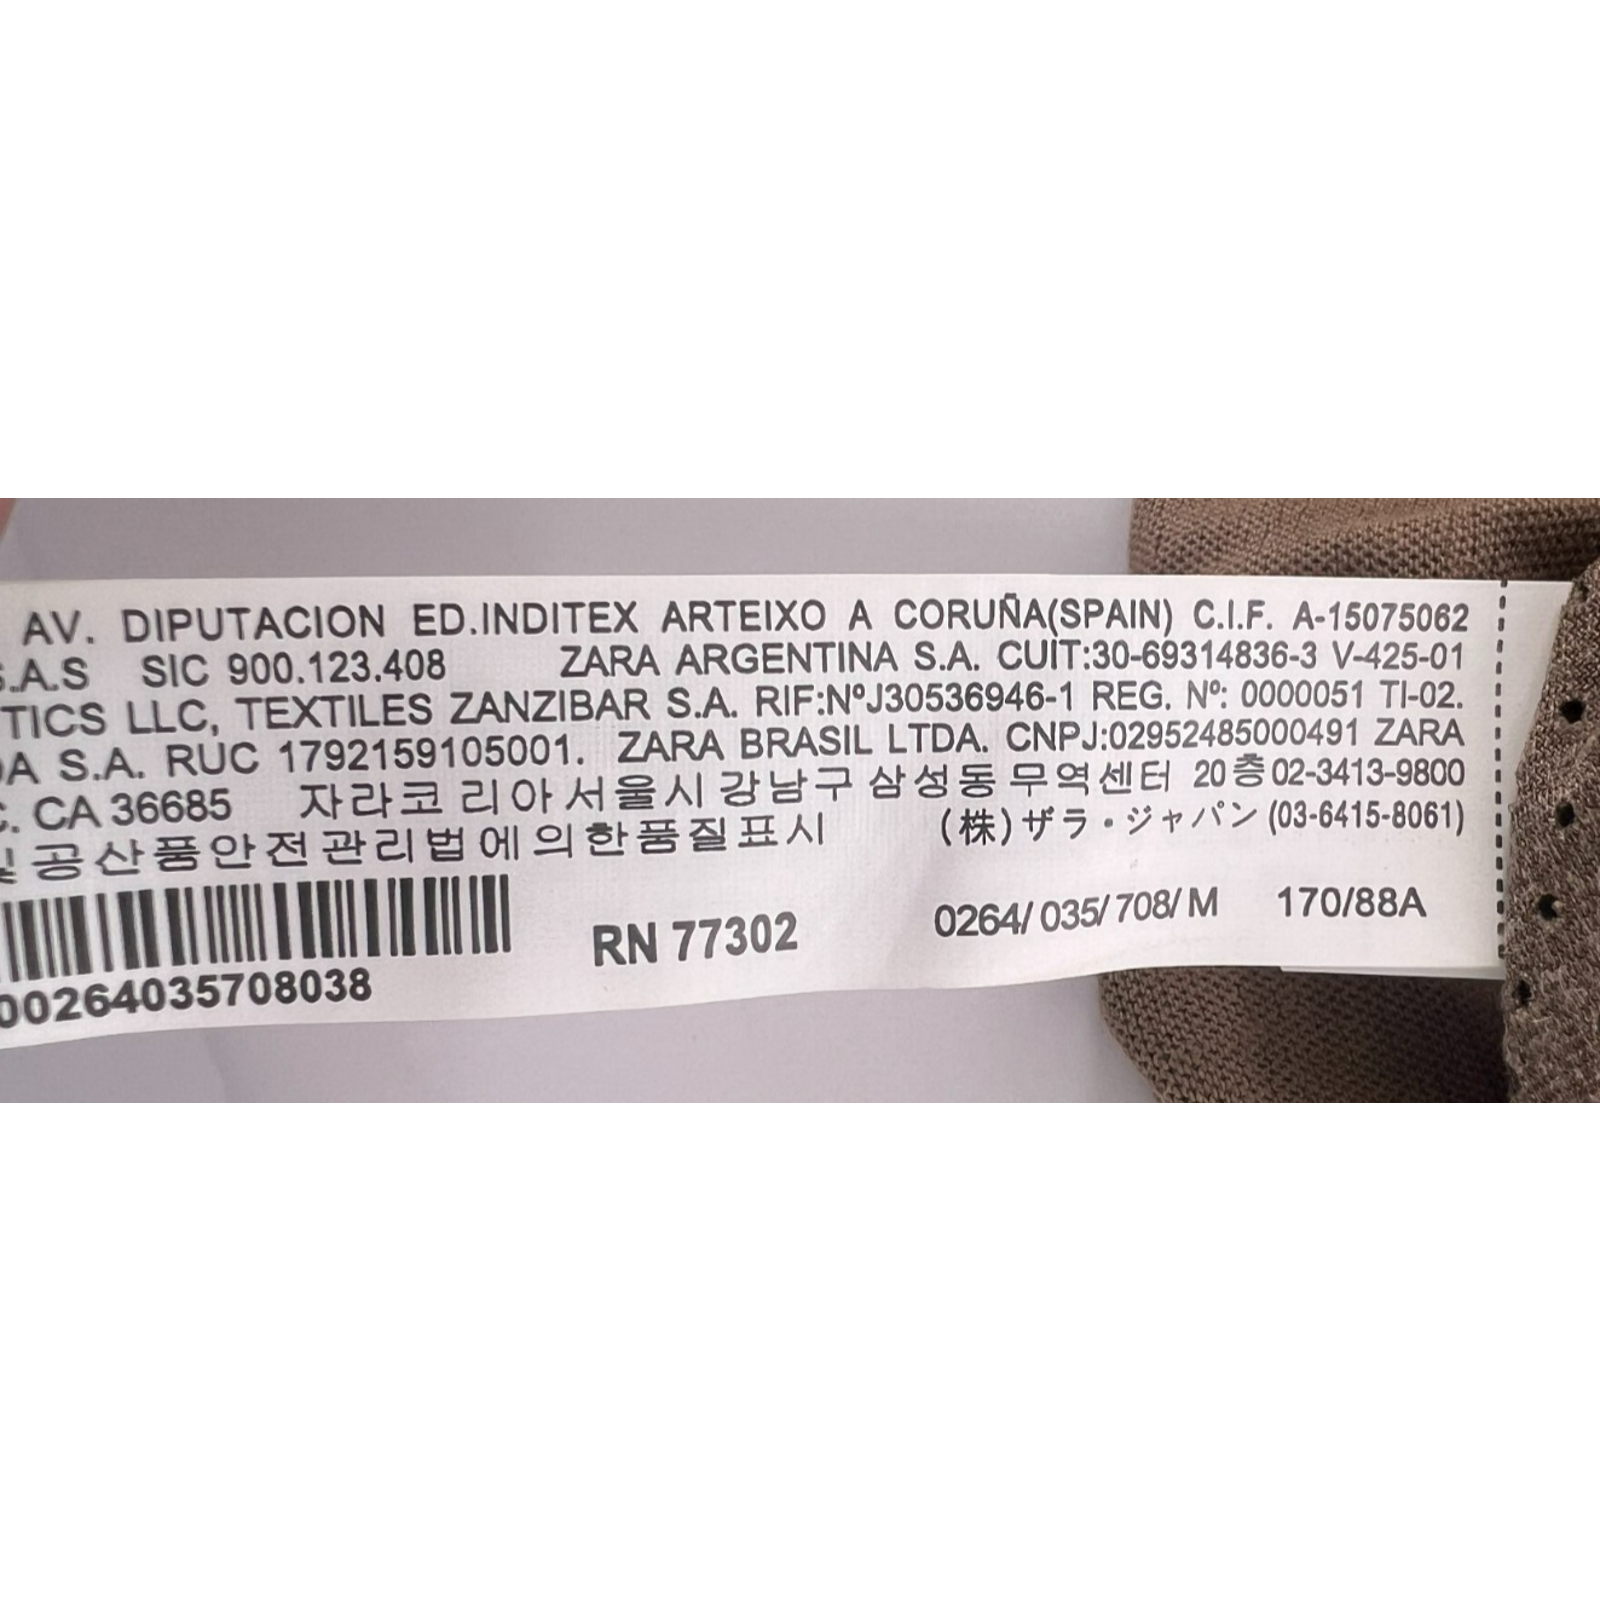 AV. DIPUTACION ED.INDITEX ARTEIXO A CORUÑA(SPAIN) C.I.F. A-15075062
S.A.S SIC 900.123.408 ZARA ARGENTINA S.A. CUIT:30-69314836-3 V-425-01
TICS LLC, TEXTILES ZANZIBAR S.A. RIF:NºJ30536946-1 REG. Nº: 0000051 TI-02.
DA S.A. RUC 1792159105001. ZARA BRASIL LTDA. CNPJ:02952485000491 ZARA
C. CA 36685 자라코리아서울시강남구삼성동무역센터 20층02-3413-9800
및공산품안전관리법에의한품질표시 (株)ザラ・ジャパン (03-6415-8061)
RN 77302 0264/035/708/M 170/88A
00264035708038